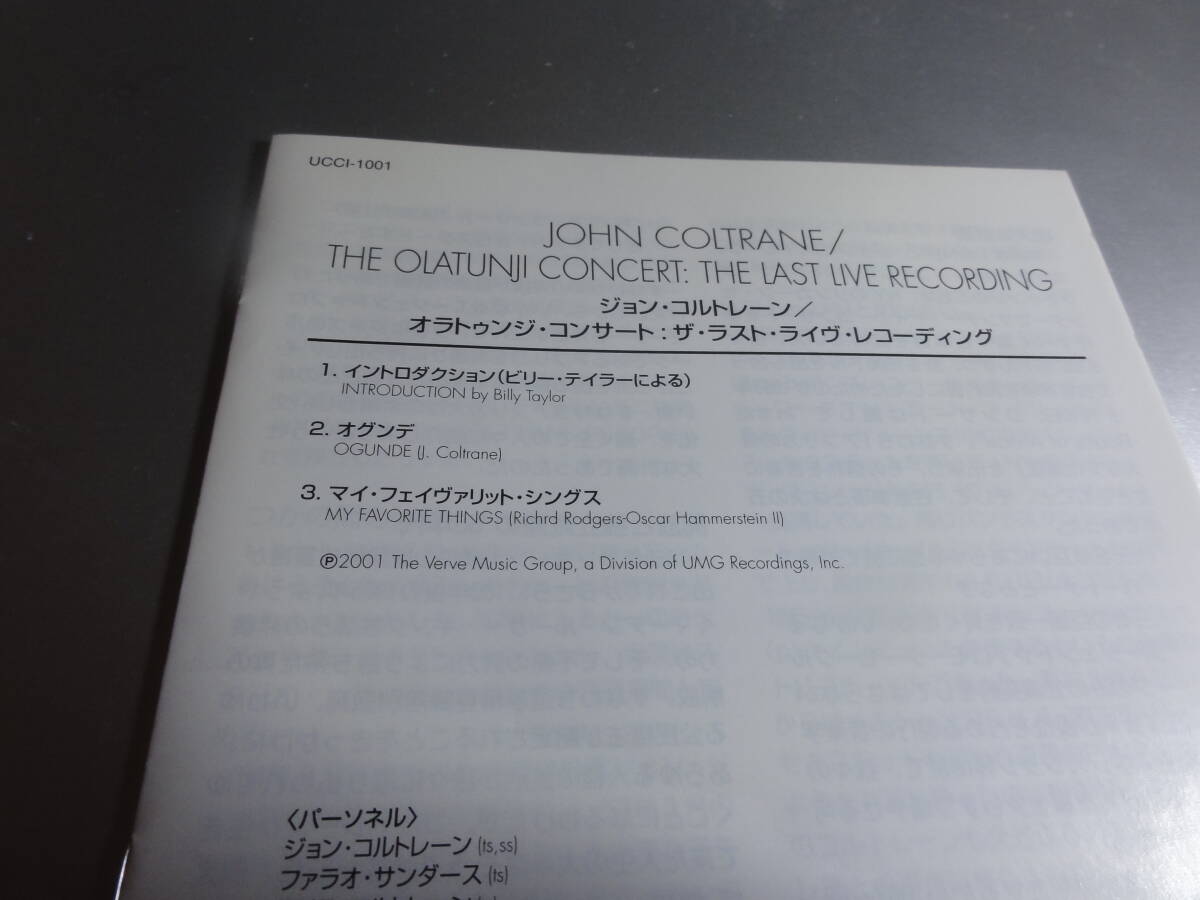 UCCI-1001
JOHN COLTRANE/
THE OLATUNJI CONCERT: THE LAST LIVE RECORDING
ジョン・コルトレーン/
オラトゥンジ・コンサート:ザ・ラスト・ライヴ・レコーディング
1. イントロダクション(ビリー・テイラーによる)
INTRODUCTION by Billy Taylor
2. オグンデ
OGUNDE (J. Coltrane)
3. マイ・フェイヴァリット・シングス
MY FAVORITE THINGS (Richrd Rodgers-Oscar Hammerstein II)
℗2001 The Verve Music Group, a Division of UMG Recordings, Inc.
〈パーソネル〉
ジョン・コルトレーン (ts,ss)
ファラオ・サンダース (ts)